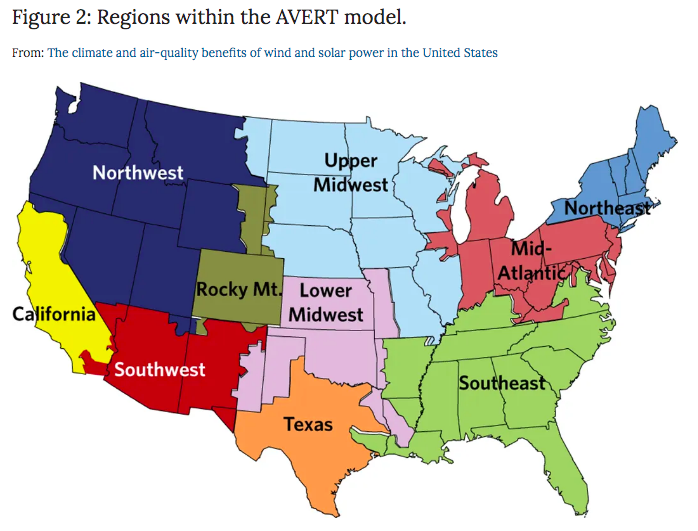 Figure 2: Regions within the AVERT model.
From: The climate and air-quality benefits of wind and solar power in the United States
Northwest
Upper
Midwest
Northeast
Mid-
Atlantic
Rocky Mt.
Lower
Midwest
California
Southwest
Southeast
Texas